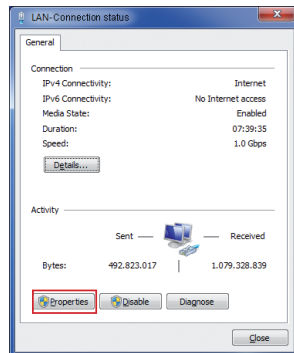 LAN-Connection status
General
Connection
IPv4 Connectivity: Internet
IPv6 Connectivity: No Internet access
Media State: Enabled
Duration: 07:39:35
Speed: 1.0 Gbps
Details...
Activity
Sent Received
Bytes: 492.823.017 1.079.328.839
Properties Disable Diagnose
Close